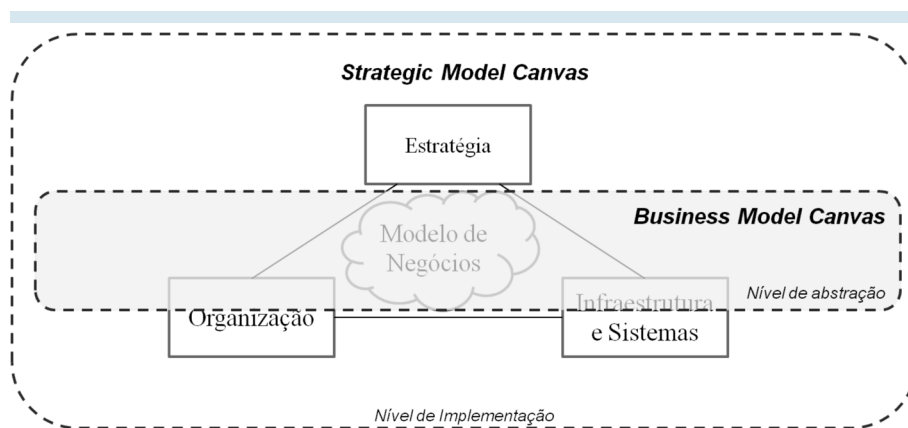 Strategic Model Canvas
Estratégia
Business Model Canvas
Modelo de
Negócios
Nível de abstração
Organização
Infraestrutura
e Sistemas
Nível de Implementação